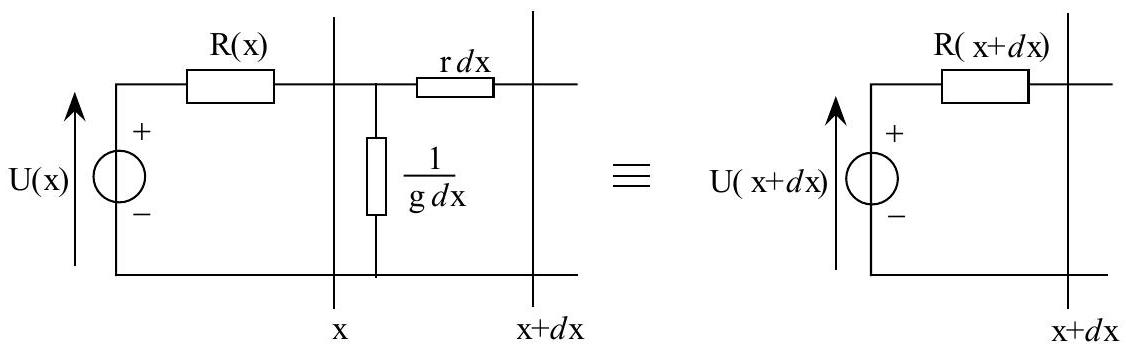 R(x)
r dx
+
U(x)
1
g dx
−
x
x+dx
≡
R( x+dx)
+
U( x+dx)
−
x+dx